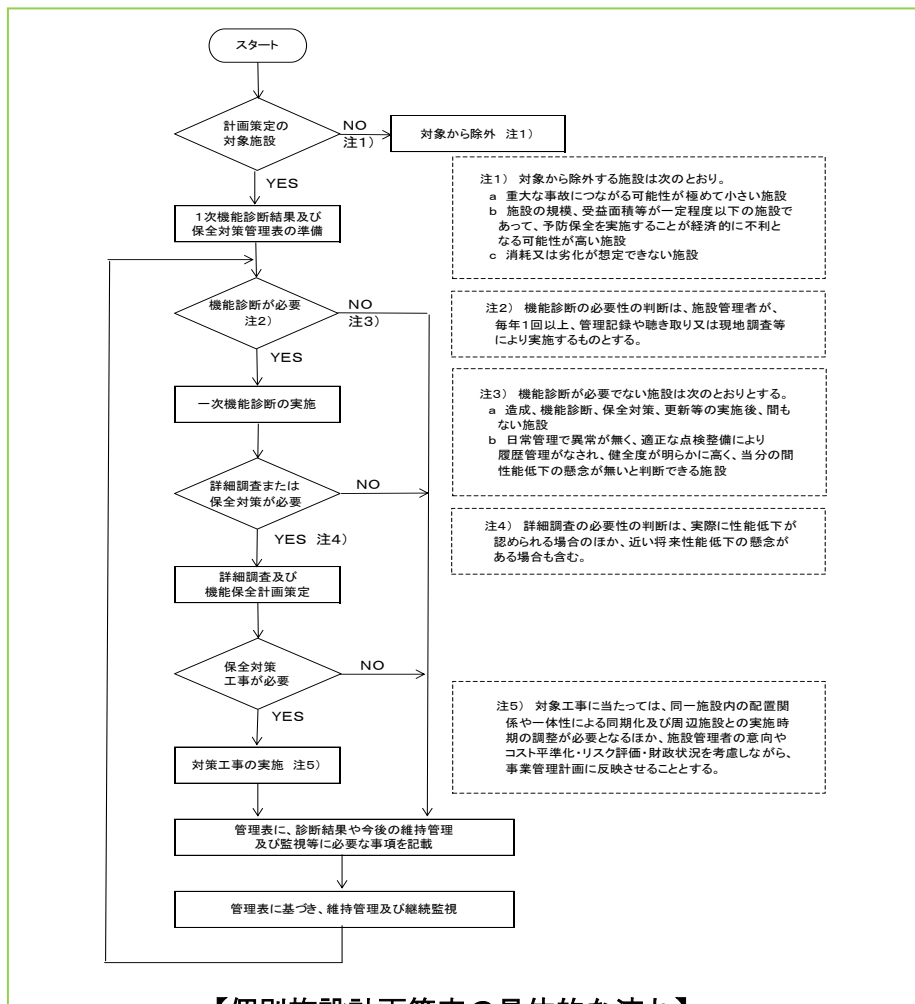 スタート
計画策定の
対象施設
NO
注1)
対象から除外 注1)
YES
1次機能診断結果及び
保全対策管理表の準備
注1) 対象から除外する施設は次のとおり。
a 重大な事故につながる可能性が極めて小さい施設
b 施設の規模、受益面積等が一定程度以下の施設で
あって、予防保全を実施することが経済的に不利と
なる可能性が高い施設
c 消耗又は劣化が想定できない施設
機能診断が必要
注2)
NO
注3)
YES
注2) 機能診断の必要性の判断は、施設管理者が、
毎年1回以上、管理記録や聴き取り又は現地調査等
により実施するものとする。
一次機能診断の実施
注3) 機能診断が必要でない施設は次のとおりとする。
a 造成、機能診断、保全対策、更新等の実施後、間も
ない施設
b 日常管理で異常が無く、適正な点検整備により
履歴管理がなされ、健全度が明らかに高く、当分の間
性能低下の懸念が無いと判断できる施設
詳細調査または
保全対策が必要
NO
YES 注4)
注4) 詳細調査の必要性の判断は、実際に性能低下が
認められる場合のほか、近い将来性能低下の懸念が
ある場合も含む。
詳細調査及び
機能保全計画策定
保全対策
工事が必要
NO
YES
注5) 対象工事に当たっては、同一施設内の配置関
係や一体性による同期化及び周辺施設との実施時
期の調整が必要となるほか、施設管理者の意向や
コスト平準化・リスク評価・財政状況を考慮しながら、
事業管理計画に反映させることとする。
対策工事の実施 注5)
管理表に、診断結果や今後の維持管理
及び監視等に必要な事項を記載
管理表に基づき、維持管理及び継続監視
【個別施設計画策定の具体的な流れ】